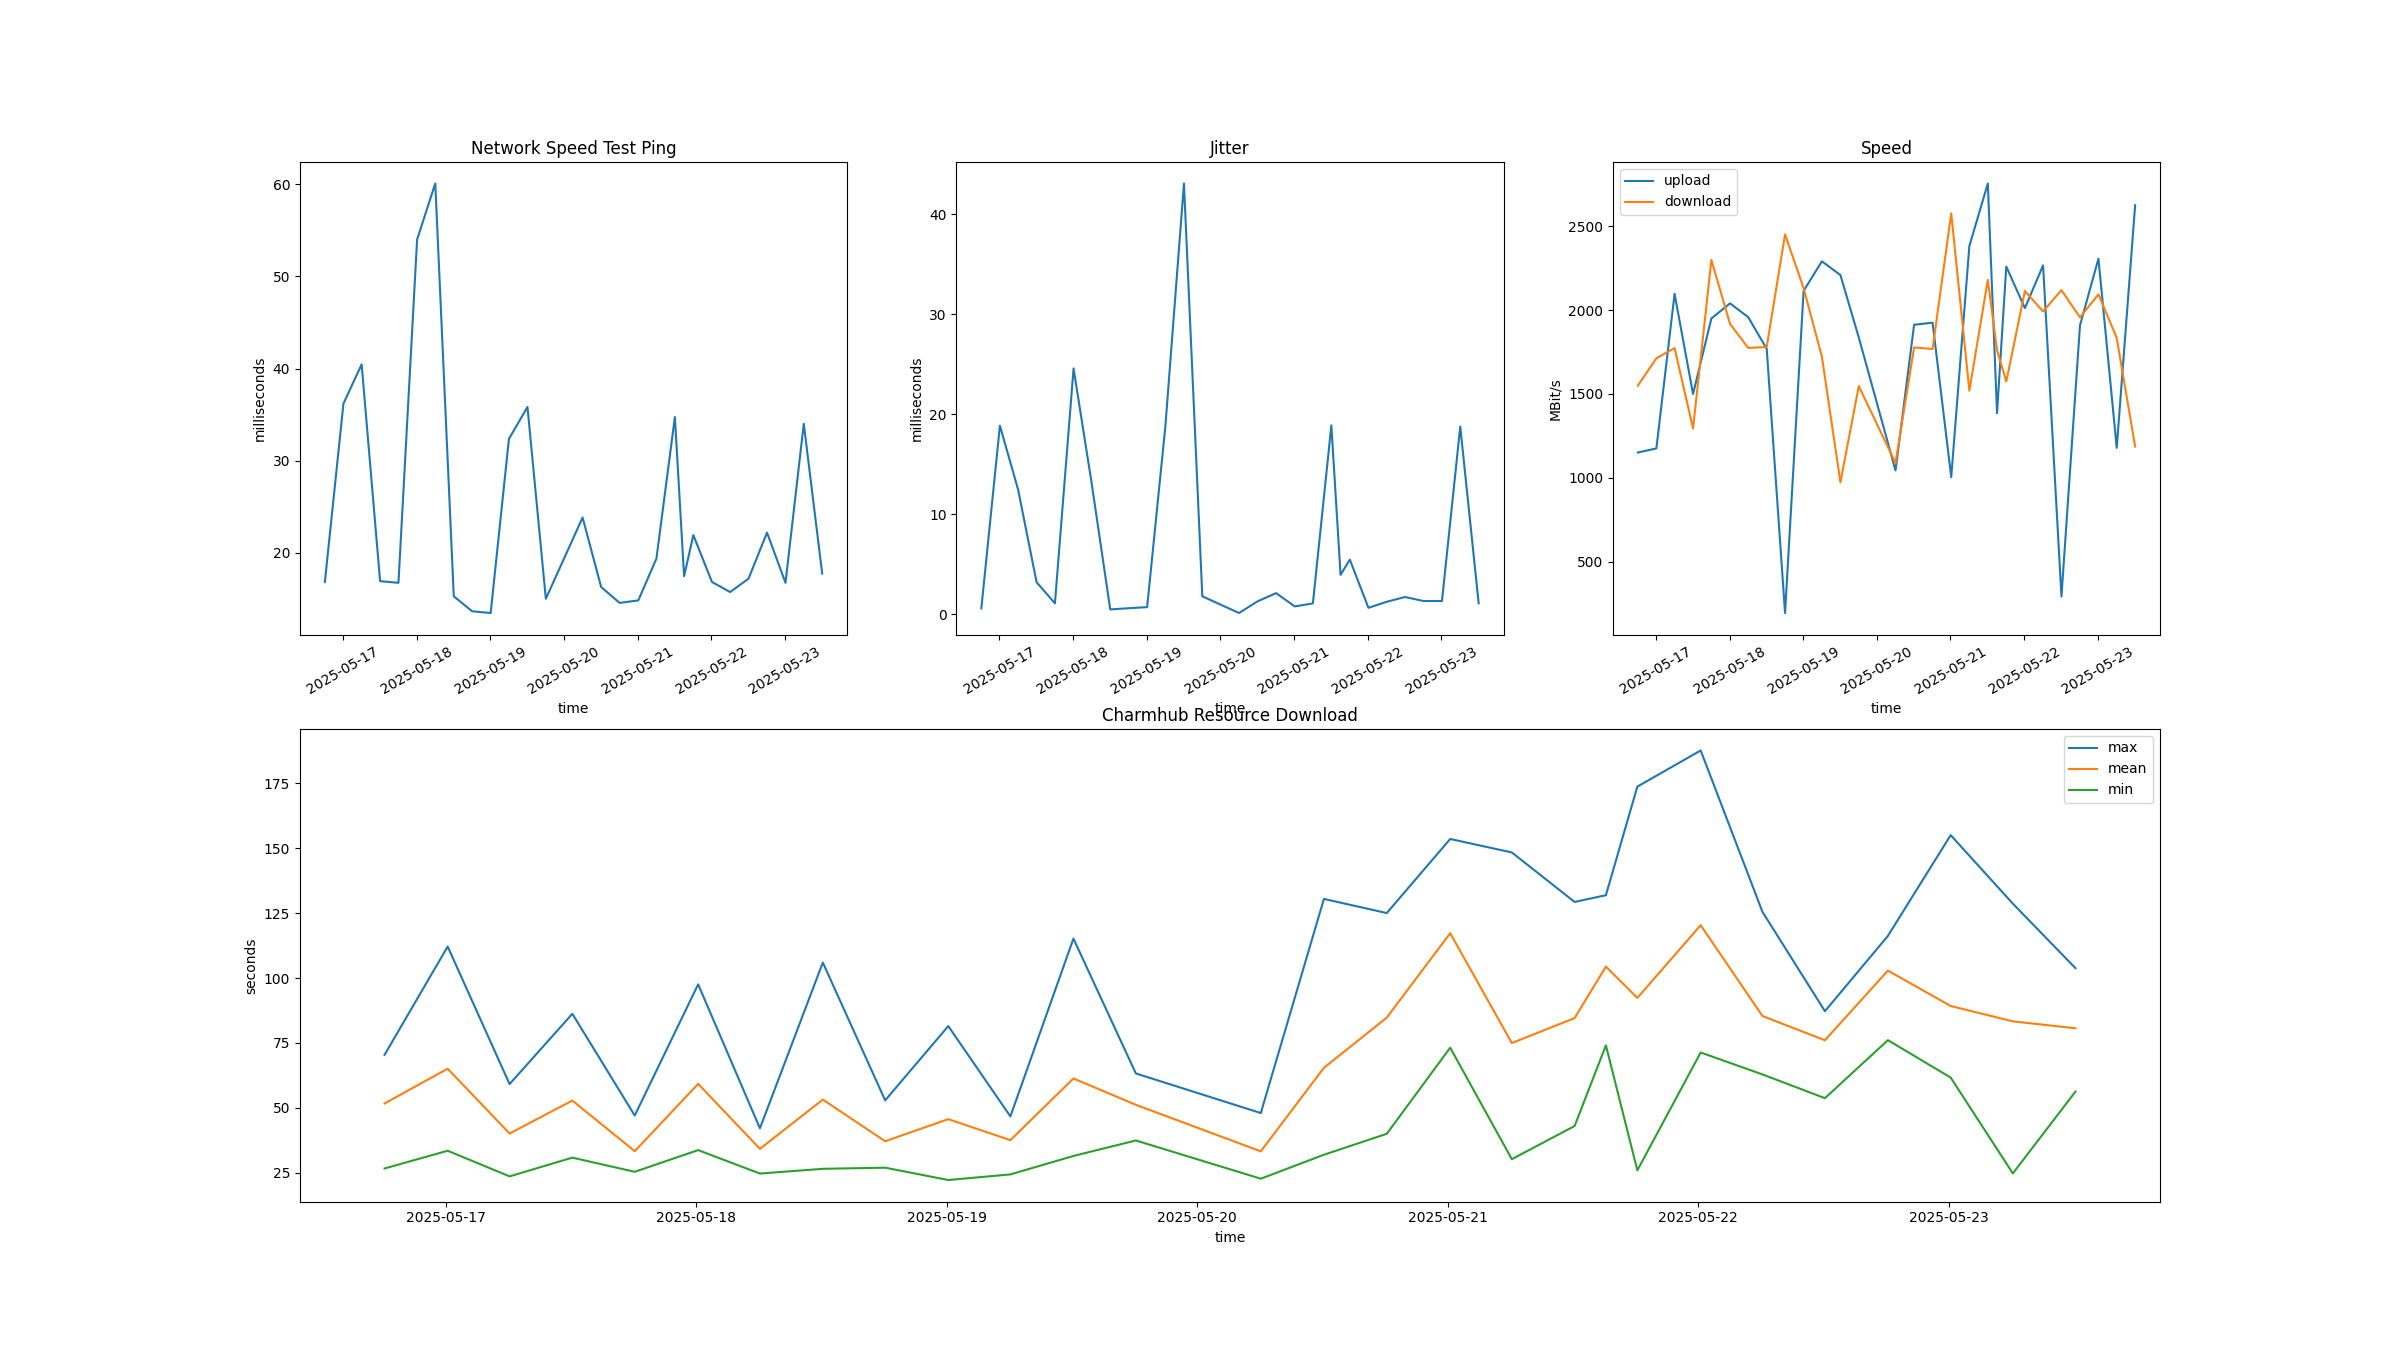 Network Speed Test Ping
60
50
40
30
20
milliseconds
2025-05-17
2025-05-18
2025-05-19
2025-05-20
2025-05-21
2025-05-22
2025-05-23
time
Jitter
40
30
20
10
0
milliseconds
2025-05-17
2025-05-18
2025-05-19
2025-05-20
2025-05-21
2025-05-22
2025-05-23
time
Speed
upload
download
2500
2000
1500
1000
500
MBit/s
2025-05-17
2025-05-18
2025-05-19
2025-05-20
2025-05-21
2025-05-22
2025-05-23
time
Charmhub Resource Download
max
mean
min
175
150
125
100
75
50
25
seconds
2025-05-17
2025-05-18
2025-05-19
2025-05-20
2025-05-21
2025-05-22
2025-05-23
time